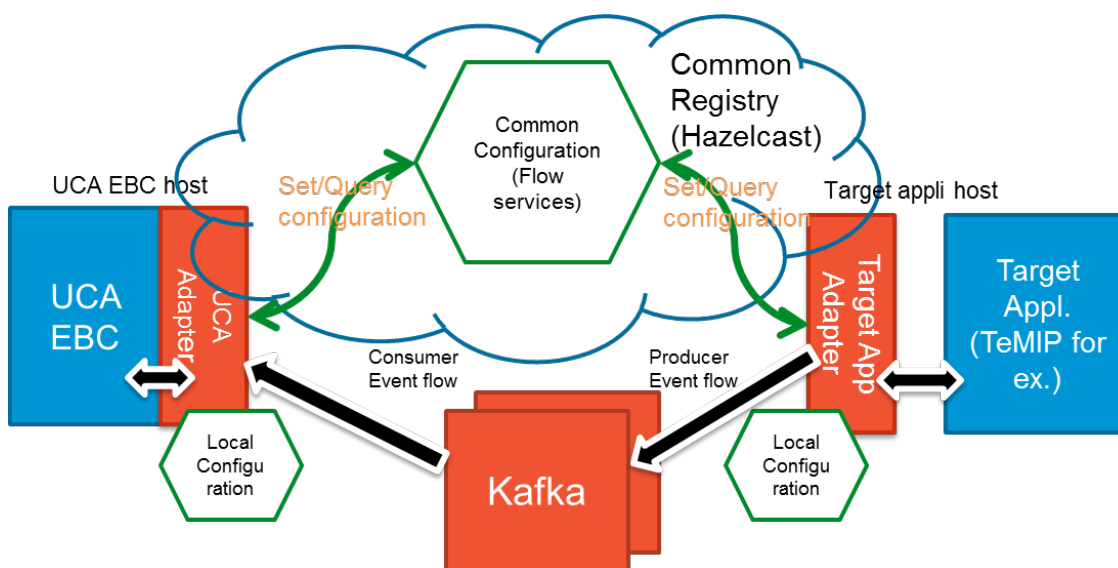 Common
Registry
(Hazelcast)
Common
Configuration
(Flow
services)
UCA EBC host
Set/Query
configuration
Set/Query
configuration
Target appli host
UCA
EBC
UCA
Adapter
Target App
Adapter
Target
Appl.
(TeMIP for
ex.)
Consumer
Event flow
Producer
Event flow
Local
Configu
ration
Kafka
Local
Configu
ration